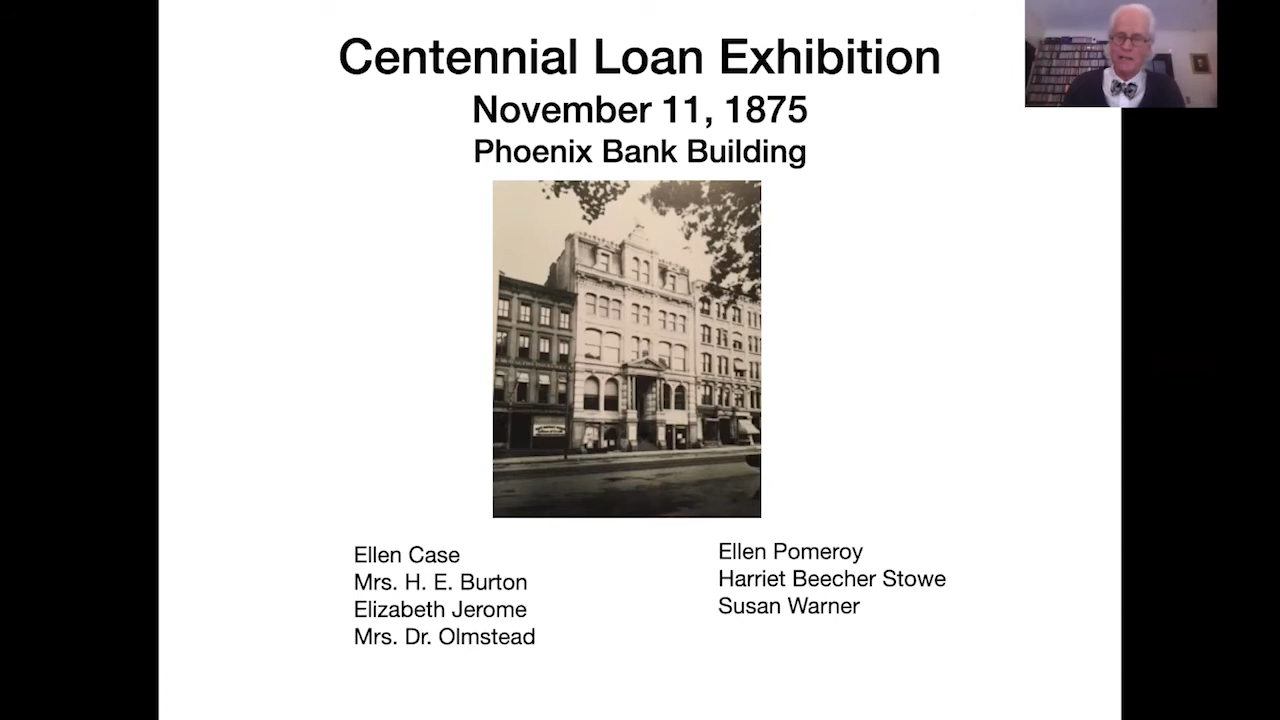 Centennial Loan Exhibition
November 11, 1875
Phoenix Bank Building
Ellen Case
Mrs. H. E. Burton
Elizabeth Jerome
Mrs. Dr. Olmstead
Ellen Pomeroy
Harriet Beecher Stowe
Susan Warner